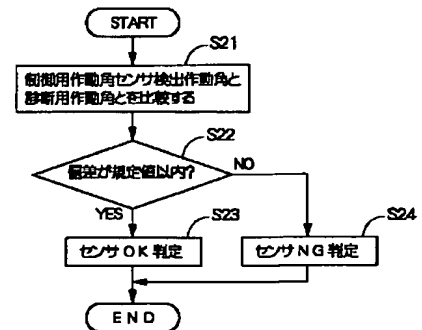 START
S21
制御用作動角センサ検出作動角と
診断用作動角とを比較する
S22
偏差が規定値以内?
NO
YES
S23
S24
センサOK判定
センサNG判定
END